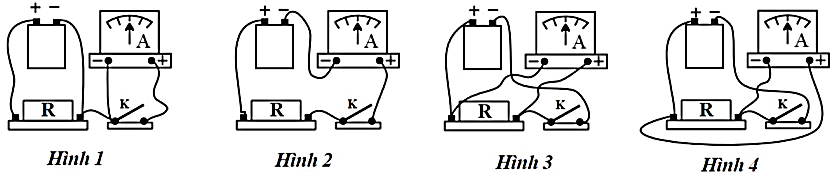 + − A − + R K Hình 1
+ − A − + R K Hình 2
+ − A − + R K Hình 3
+ − A − + R K Hình 4